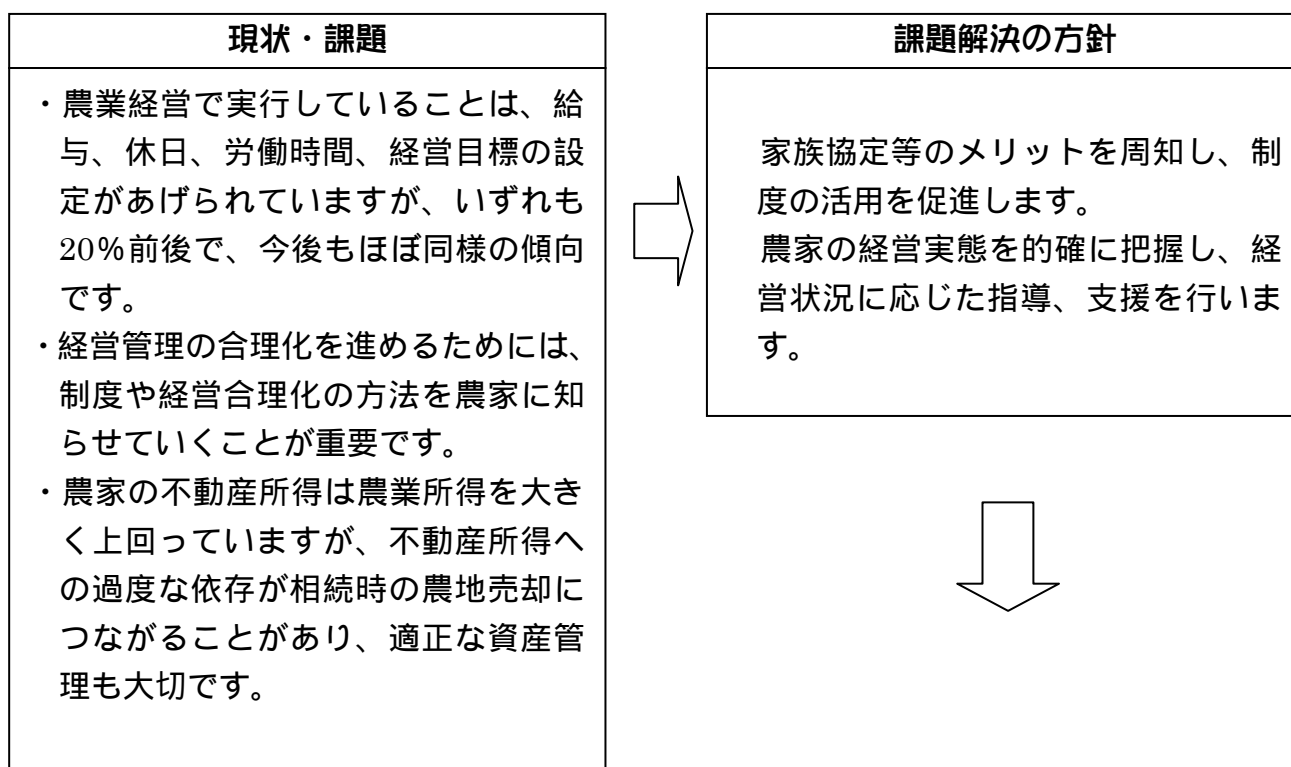 現状・課題
・農業経営で実行していることは、給
与、休日、労働時間、経営目標の設
定があげられていますが、いずれも
20％前後で、今後もほぼ同様の傾向
です。
・経営管理の合理化を進めるためには、
制度や経営合理化の方法を農家に知
らせていくことが重要です。
・農家の不動産所得は農業所得を大き
く上回っていますが、不動産所得へ
の過度な依存が相続時の農地売却に
つながることがあり、適正な資産管
理も大切です。
課題解決の方針
家族協定等のメリットを周知し、制
度の活用を促進します。
農家の経営実態を的確に把握し、経
営状況に応じた指導、支援を行いま
す。